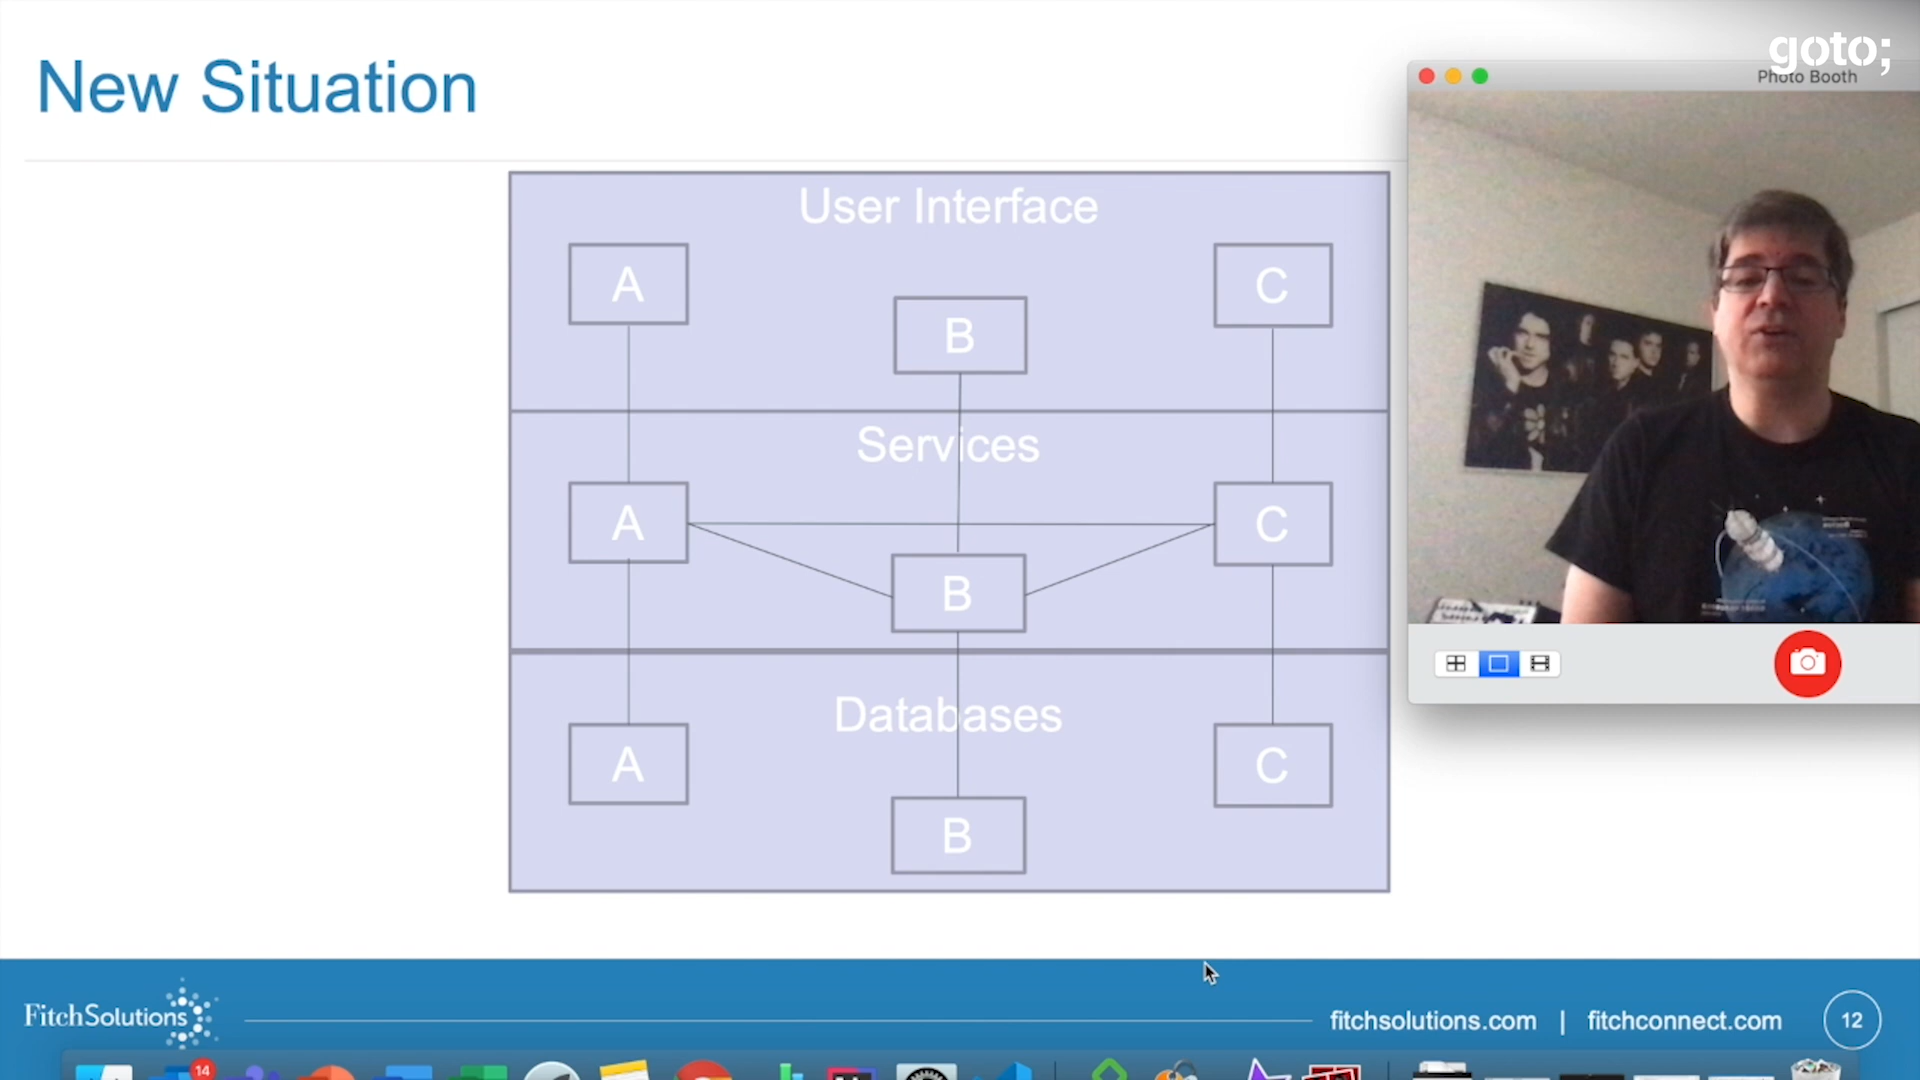 New Situation
goto;
Photo Booth
User Interface
A
B
C
Services
A
B
C
Databases
A
B
C
FitchSolutions
fitchsolutions.com | fitchconnect.com
12
14